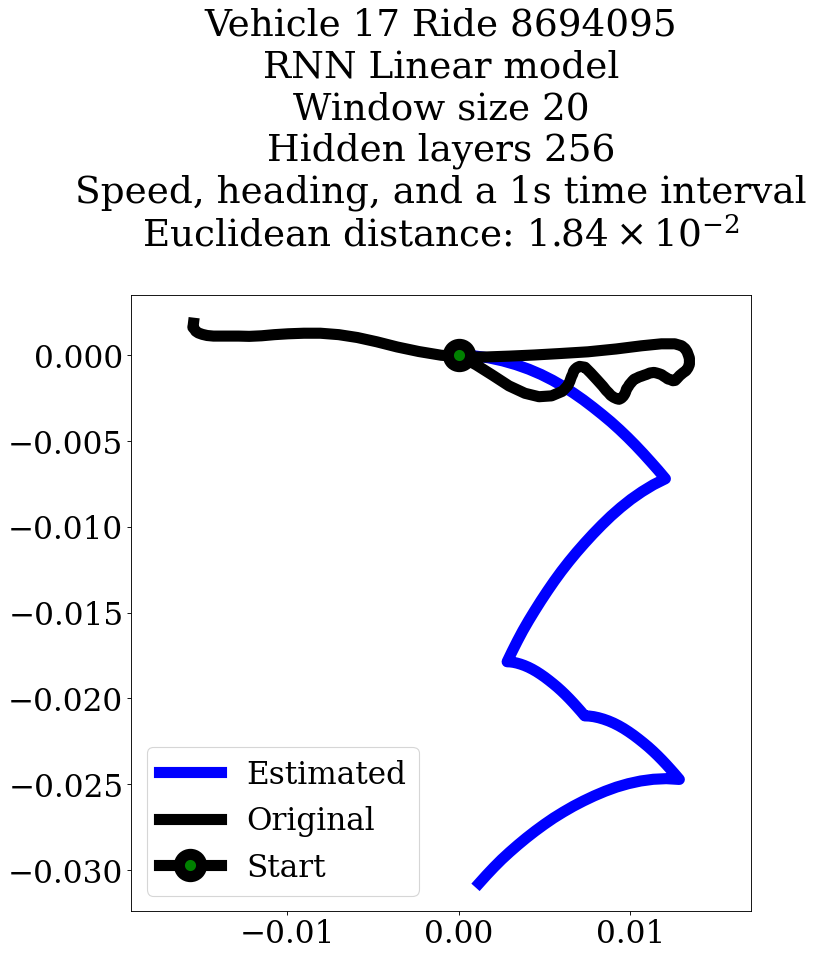 Vehicle 17 Ride 8694095
RNN Linear model
Window size 20
Hidden layers 256
Speed, heading, and a 1s time interval
Euclidean distance: 1.84 × 10⁻²
0.000
−0.005
−0.010
−0.015
−0.020
−0.025
−0.030
Estimated
Original
Start
−0.01
0.00
0.01